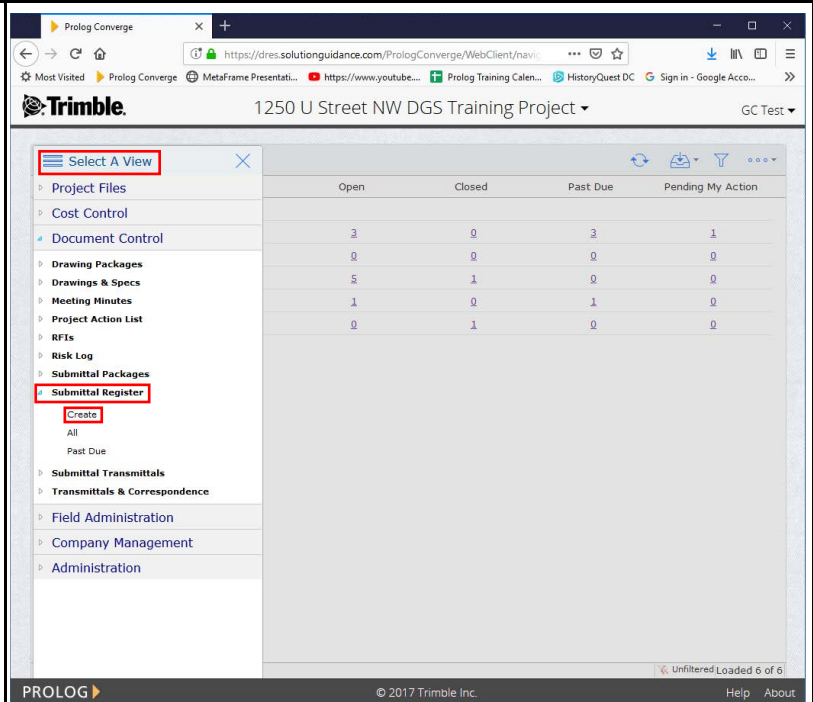 Prolog Converge
https://dres.solutionguidance.com/PrologConverge/WebClient/navig
Most Visited Prolog Converge MetaFrame Presentati... https://www.youtube.... Prolog Training Calen... HistoryQuest DC Sign in - Google Acco...
Trimble. 1250 U Street NW DGS Training Project GC Test
Select A View
Open Closed Past Due Pending My Action
Project Files
Cost Control
Document Control
3 0 3 1
0 0 0 0
5 1 0 0
1 0 1 0
0 1 0 0
Drawing Packages
Drawings & Specs
Meeting Minutes
Project Action List
RFIs
Risk Log
Submittal Packages
Submittal Register
Create
All
Past Due
Submittal Transmittals
Transmittals & Correspondence
Field Administration
Company Management
Administration
Unfiltered Loaded 6 of 6
PROLOG © 2017 Trimble Inc. Help About